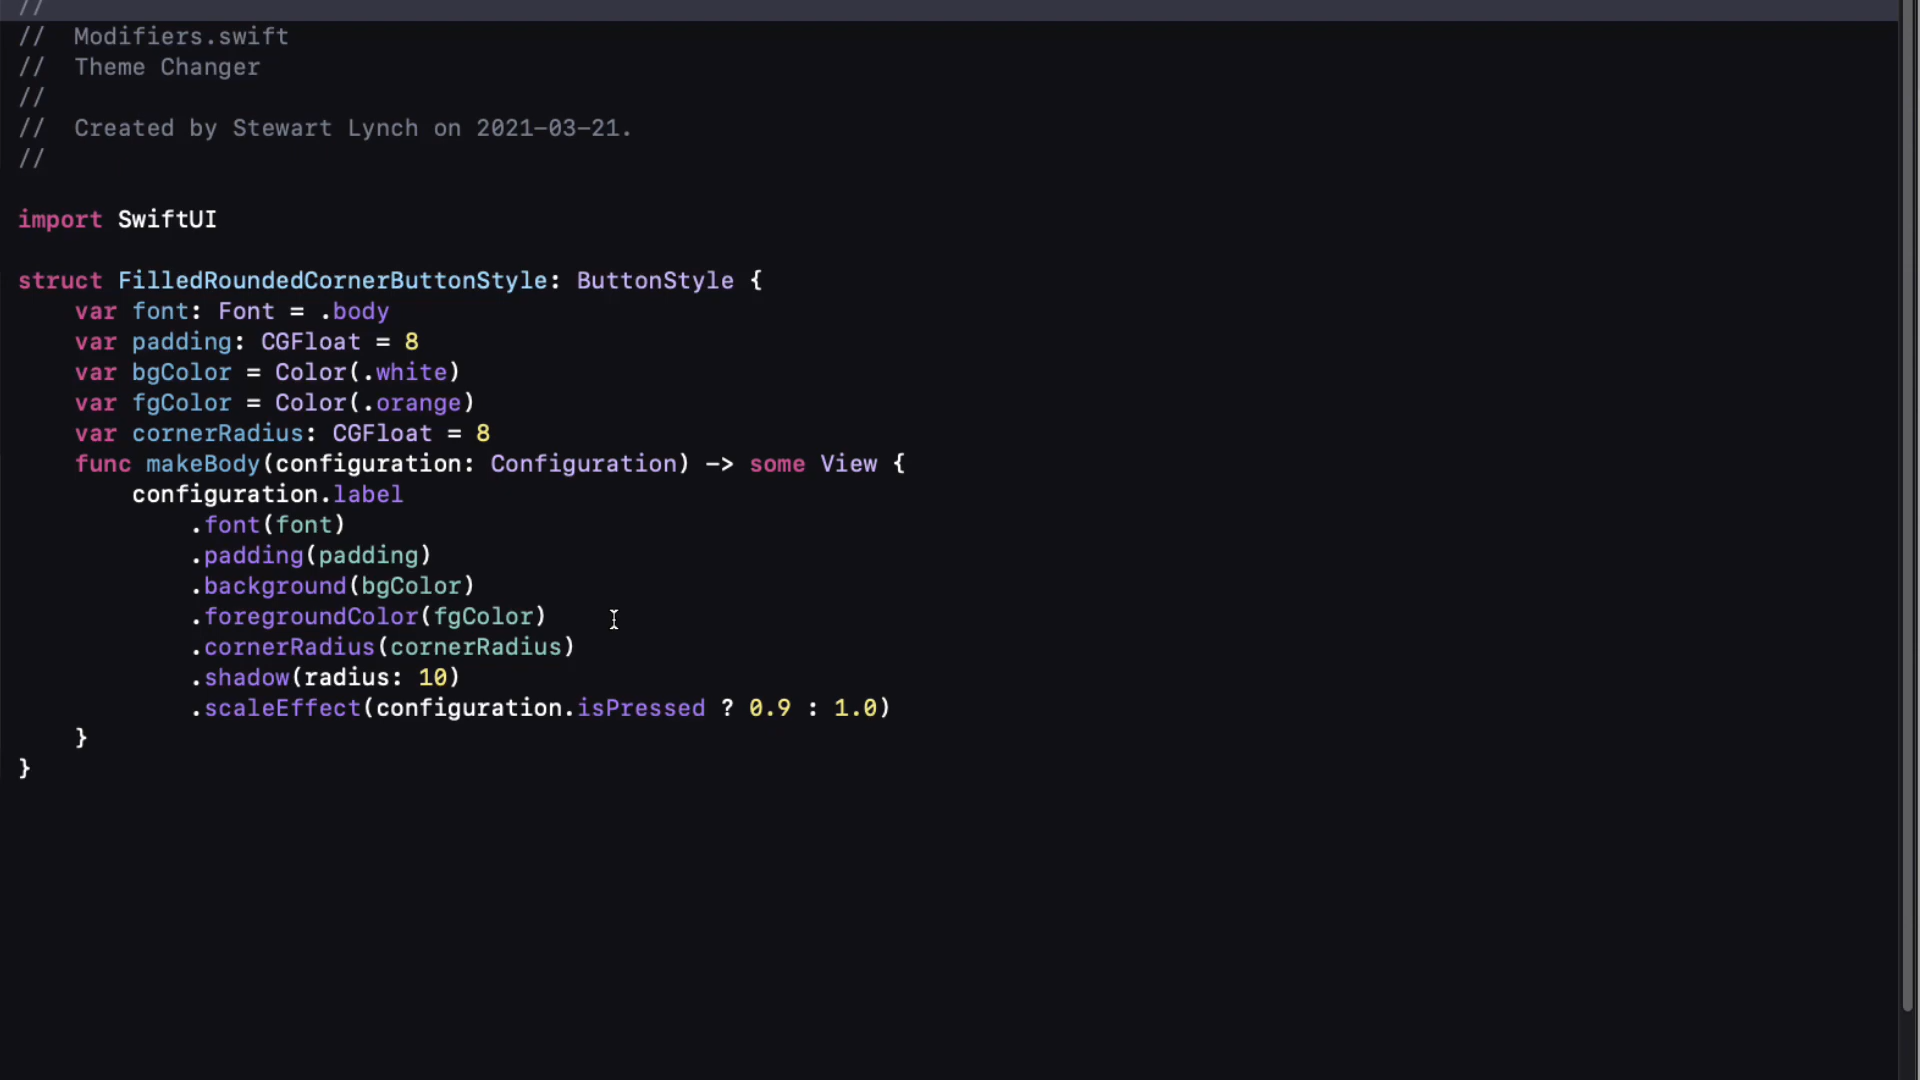 //
//  Modifiers.swift
//  Theme Changer
//
//  Created by Stewart Lynch on 2021-03-21.
//

import SwiftUI

struct FilledRoundedCornerButtonStyle: ButtonStyle {
    var font: Font = .body
    var padding: CGFloat = 8
    var bgColor = Color(.white)
    var fgColor = Color(.orange)
    var cornerRadius: CGFloat = 8
    func makeBody(configuration: Configuration) -> some View {
        configuration.label
            .font(font)
            .padding(padding)
            .background(bgColor)
            .foregroundColor(fgColor)
            .cornerRadius(cornerRadius)
            .shadow(radius: 10)
            .scaleEffect(configuration.isPressed ? 0.9 : 1.0)
    }
}